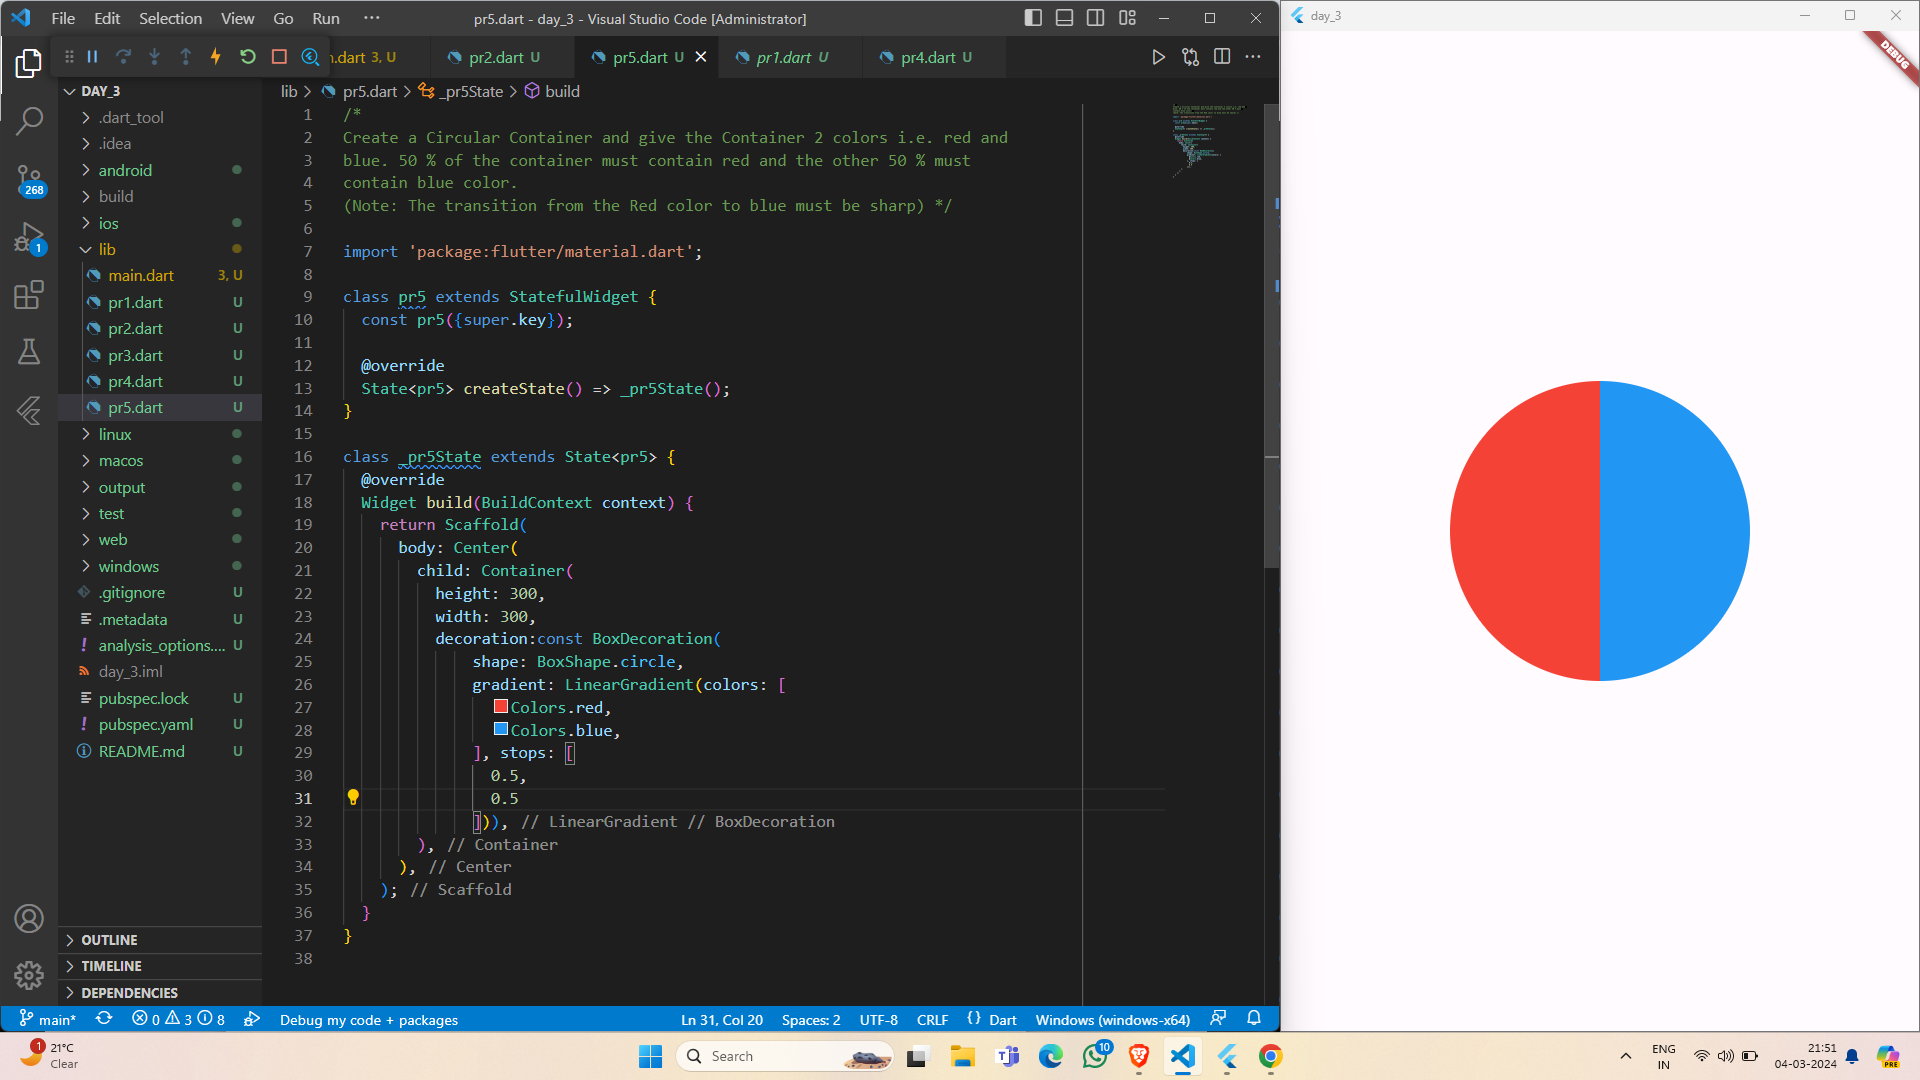 File Edit Selection View Go Run ··· pr5.dart - day_3 - Visual Studio Code [Administrator]
n.dart 3, U pr2.dart U pr5.dart U pr1.dart U pr4.dart U
lib > pr5.dart > _pr5State > build
DAY_3
.dart_tool
.idea
android
build
ios
lib
main.dart 3, U
pr1.dart U
pr2.dart U
pr3.dart U
pr4.dart U
pr5.dart U
linux
macos
output
test
web
windows
.gitignore U
.metadata U
analysis_options.... U
day_3.iml
pubspec.lock U
pubspec.yaml U
README.md U
OUTLINE
TIMELINE
DEPENDENCIES
268
1
1 /*
2 Create a Circular Container and give the Container 2 colors i.e. red and
3 blue. 50 % of the container must contain red and the other 50 % must
4 contain blue color.
5 (Note: The transition from the Red color to blue must be sharp) */
6
7 import 'package:flutter/material.dart';
8
9 class pr5 extends StatefulWidget {
10 const pr5({super.key});
11
12 @override
13 State<pr5> createState() => _pr5State();
14 }
15
16 class _pr5State extends State<pr5> {
17 @override
18 Widget build(BuildContext context) {
19 return Scaffold(
20 body: Center(
21 child: Container(
22 height: 300,
23 width: 300,
24 decoration:const BoxDecoration(
25 shape: BoxShape.circle,
26 gradient: LinearGradient(colors: [
27 Colors.red,
28 Colors.blue,
29 ], stops: [
30 0.5,
31 0.5
32 ])), // LinearGradient // BoxDecoration
33 ), // Container
34 ), // Center
35 ); // Scaffold
36 }
37 }
38
main* 0 3 8 Debug my code + packages Ln 31, Col 20 Spaces: 2 UTF-8 CRLF {} Dart Windows (windows-x64)
day_3
DEBUG
1 21°C
Clear
Search
10
ENG
IN
21:51
04-03-2024
PRE